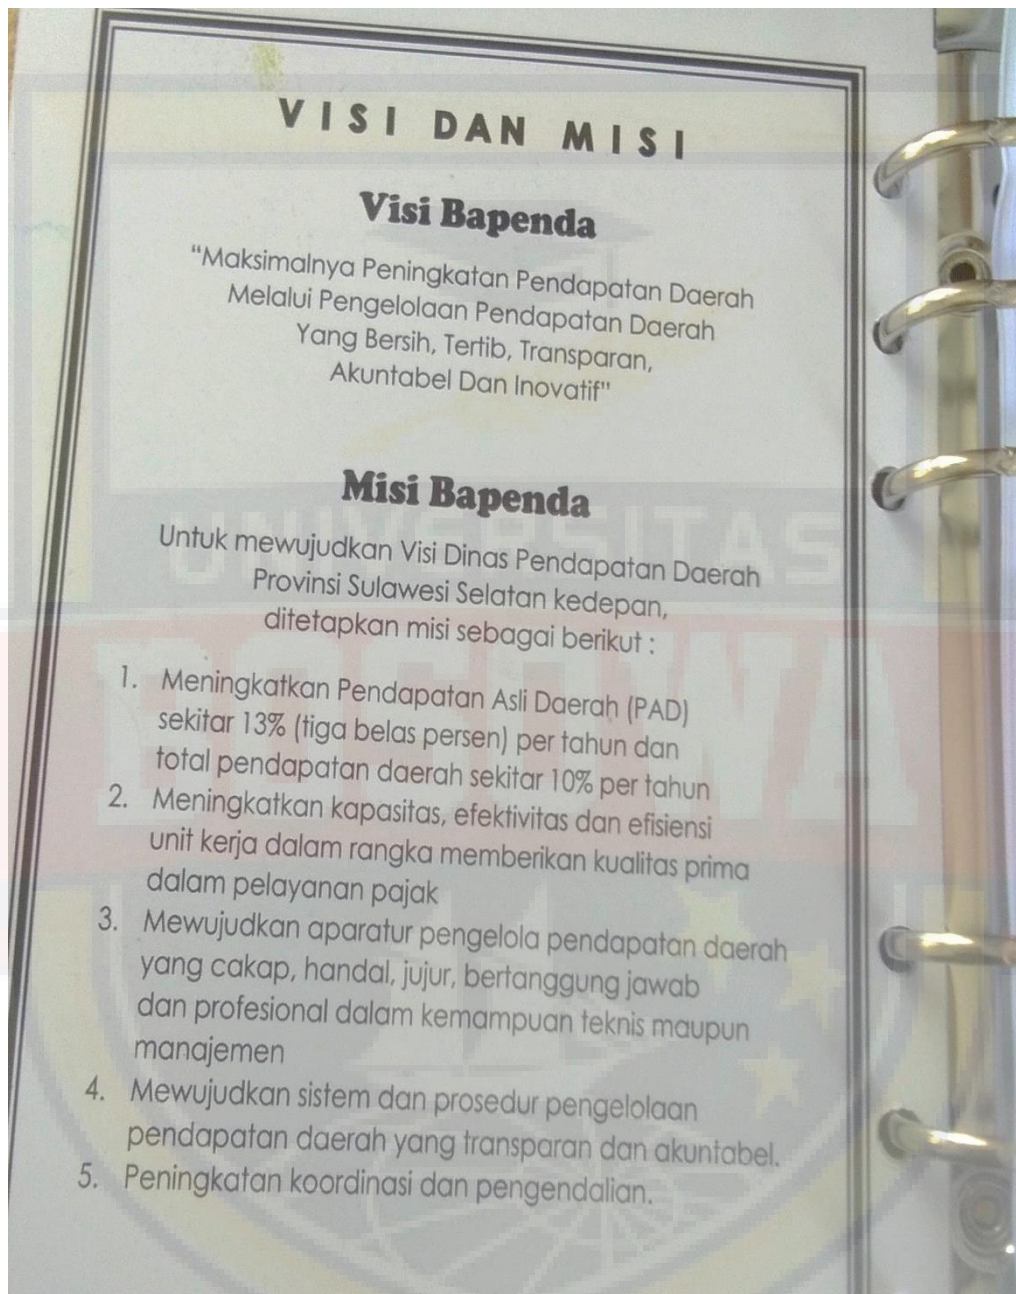 VISI DAN MISI
Visi Bapenda
"Maksimalnya Peningkatan Pendapatan Daerah
Melalui Pengelolaan Pendapatan Daerah
Yang Bersih, Tertib, Transparan,
Akuntabel Dan Inovatif"
Misi Bapenda
Untuk mewujudkan Visi Dinas Pendapatan Daerah
Provinsi Sulawesi Selatan kedepan,
ditetapkan misi sebagai berikut :
1. Meningkatkan Pendapatan Asli Daerah (PAD)
sekitar 13% (tiga belas persen) per tahun dan
total pendapatan daerah sekitar 10% per tahun
2. Meningkatkan kapasitas, efektivitas dan efisiensi
unit kerja dalam rangka memberikan kualitas prima
dalam pelayanan pajak
3. Mewujudkan aparatur pengelola pendapatan daerah
yang cakap, handal, jujur, bertanggung jawab
dan profesional dalam kemampuan teknis maupun
manajemen
4. Mewujudkan sistem dan prosedur pengelolaan
pendapatan daerah yang transparan dan akuntabel.
5. Peningkatan koordinasi dan pengendalian.
UNIVERSITAS
BOSOWA